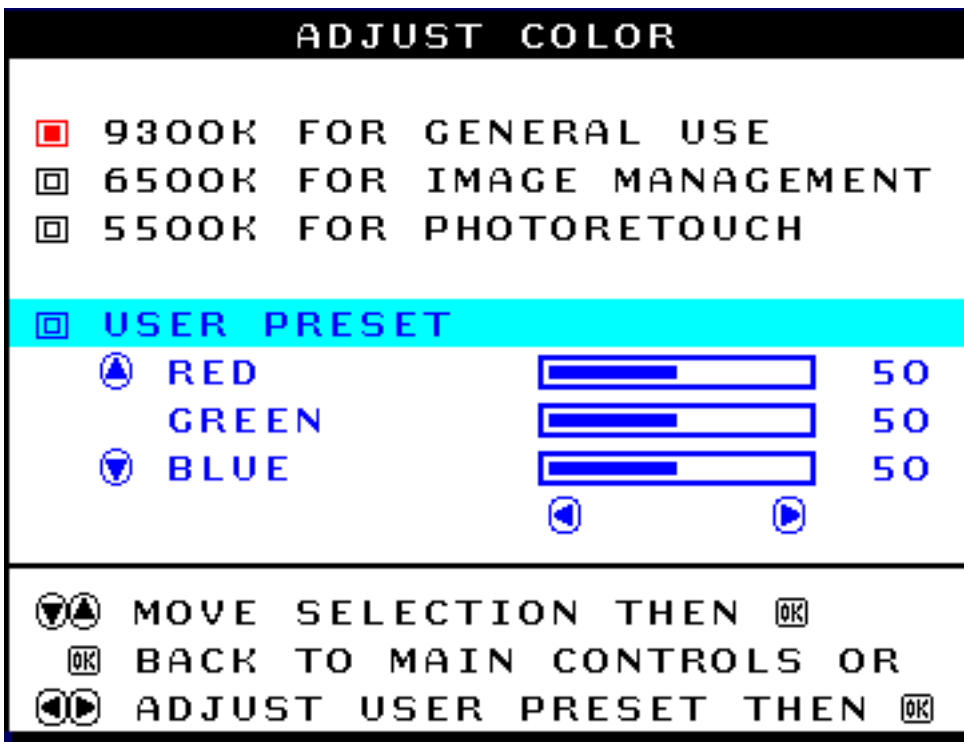 ADJUST COLOR
9300K FOR GENERAL USE
6500K FOR IMAGE MANAGEMENT
5500K FOR PHOTORETOUCH
USER PRESET
RED 50
GREEN 50
BLUE 50
MOVE SELECTION THEN OK
OK BACK TO MAIN CONTROLS OR
ADJUST USER PRESET THEN OK